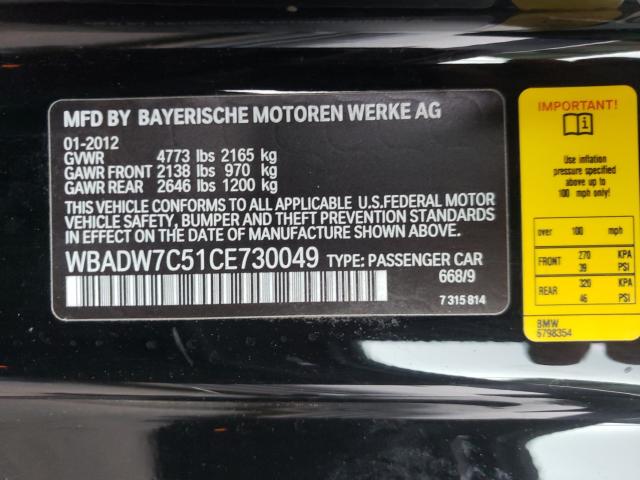 MFD BY BAYERISCHE MOTOREN WERKE AG
01-2012
GVWR 4773 lbs 2165 kg
GAWR FRONT 2138 lbs 970 kg
GAWR REAR 2646 lbs 1200 kg
THIS VEHICLE CONFORMS TO ALL APPLICABLE U.S.FEDERAL MOTOR
VEHICLE SAFETY, BUMPER AND THEFT PREVENTION STANDARDS
IN EFFECT ON THE DATE OF MANUFACTURE SHOWN ABOVE.
WBADW7C51CE730049 TYPE: PASSENGER CAR
668/9
7 315 814
IMPORTANT!
i
Use inflation
pressure specified
above up to
100 mph only!
over 100 mph
FRONT 270 KPA
39 PSI
REAR 320 KPA
46 PSI
BMW
6798354